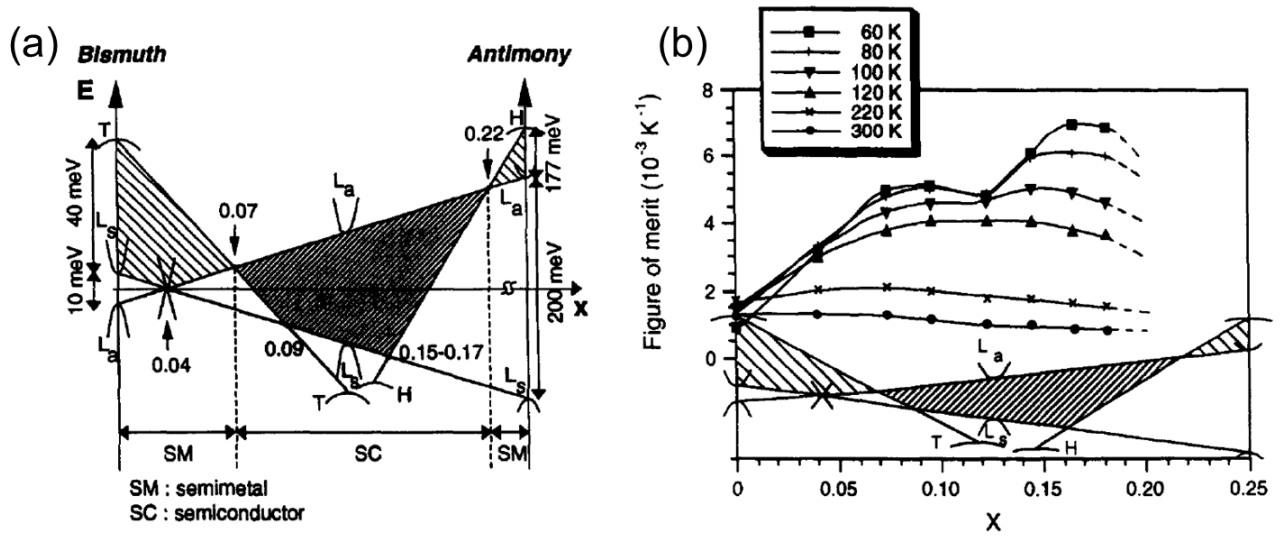 (a)
Bismuth
Antimony
E
T
H
0.22
40 meV
177 meV
La
La
Ls
0.07
10 meV
200 meV
x
La
0.04
0.09
Ls
0.15-0.17
T
H
Ls
SM
SC
SM
SM : semimetal
SC : semiconductor
(b)
60 K
80 K
100 K
120 K
220 K
300 K
Figure of merit (10⁻³ K⁻¹)
8
6
4
2
0
La
Ls
T
H
0
0.05
0.10
0.15
0.20
0.25
X